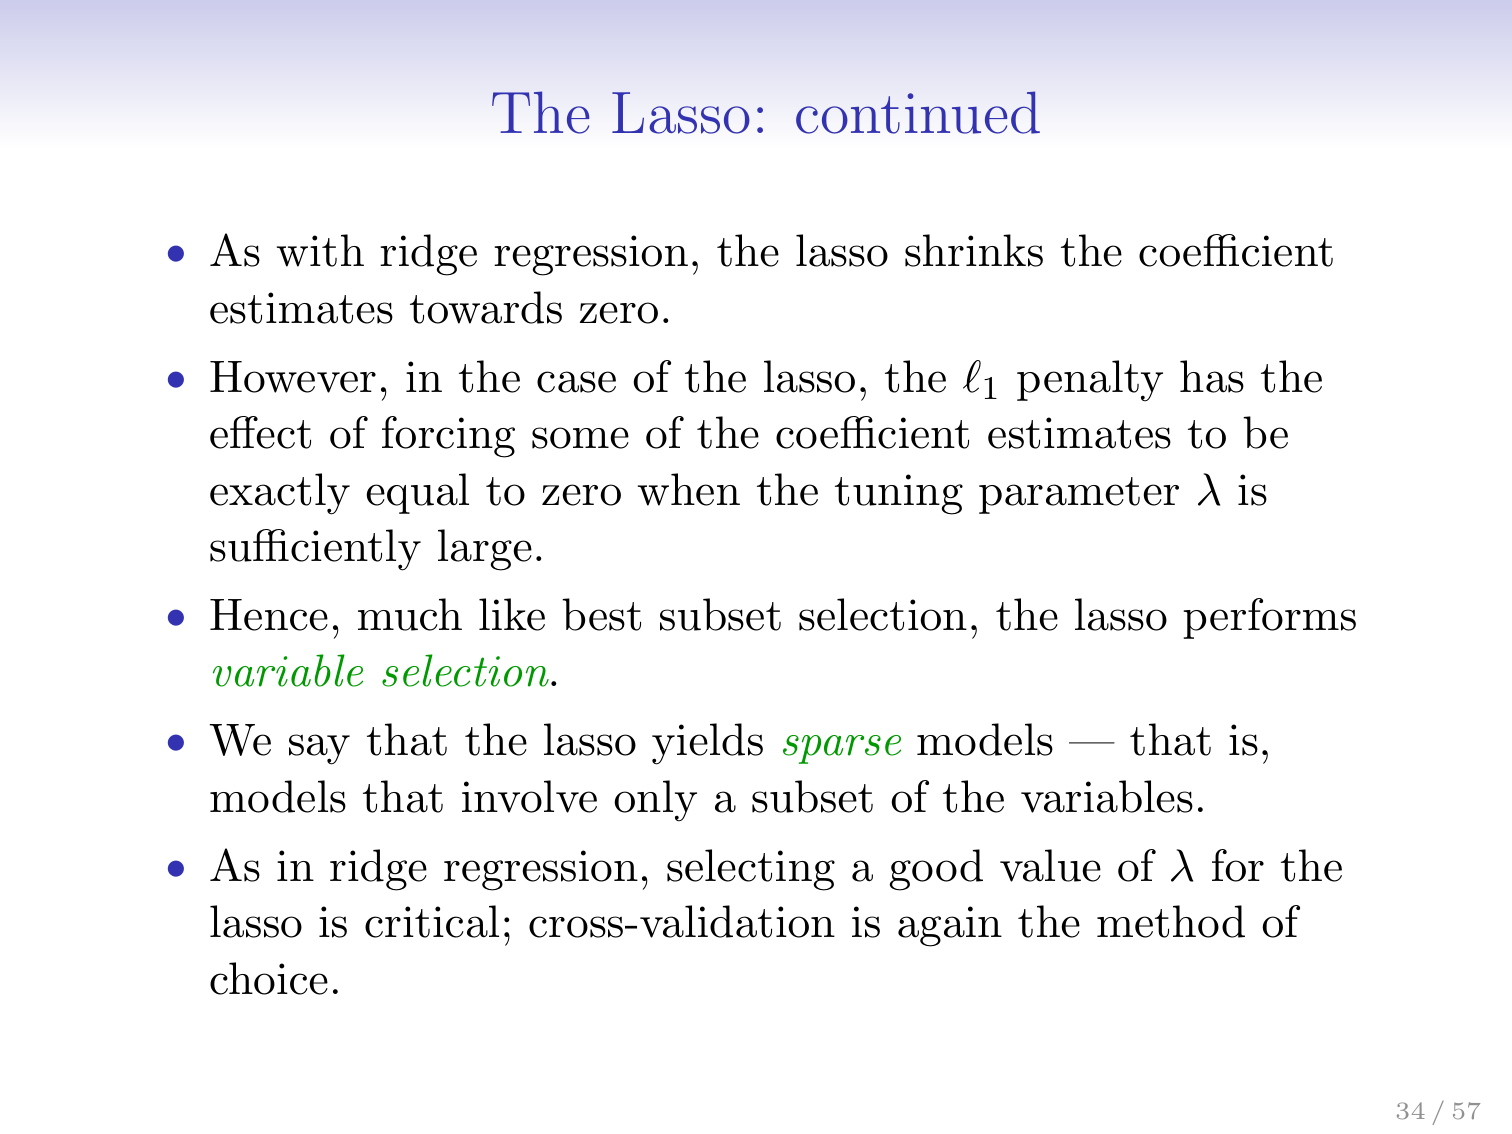 The Lasso: continued
• As with ridge regression, the lasso shrinks the coefficient
estimates towards zero.
• However, in the case of the lasso, the ℓ₁ penalty has the
effect of forcing some of the coefficient estimates to be
exactly equal to zero when the tuning parameter λ is
sufficiently large.
• Hence, much like best subset selection, the lasso performs
variable selection.
• We say that the lasso yields sparse models — that is,
models that involve only a subset of the variables.
• As in ridge regression, selecting a good value of λ for the
lasso is critical; cross-validation is again the method of
choice.
34 / 57